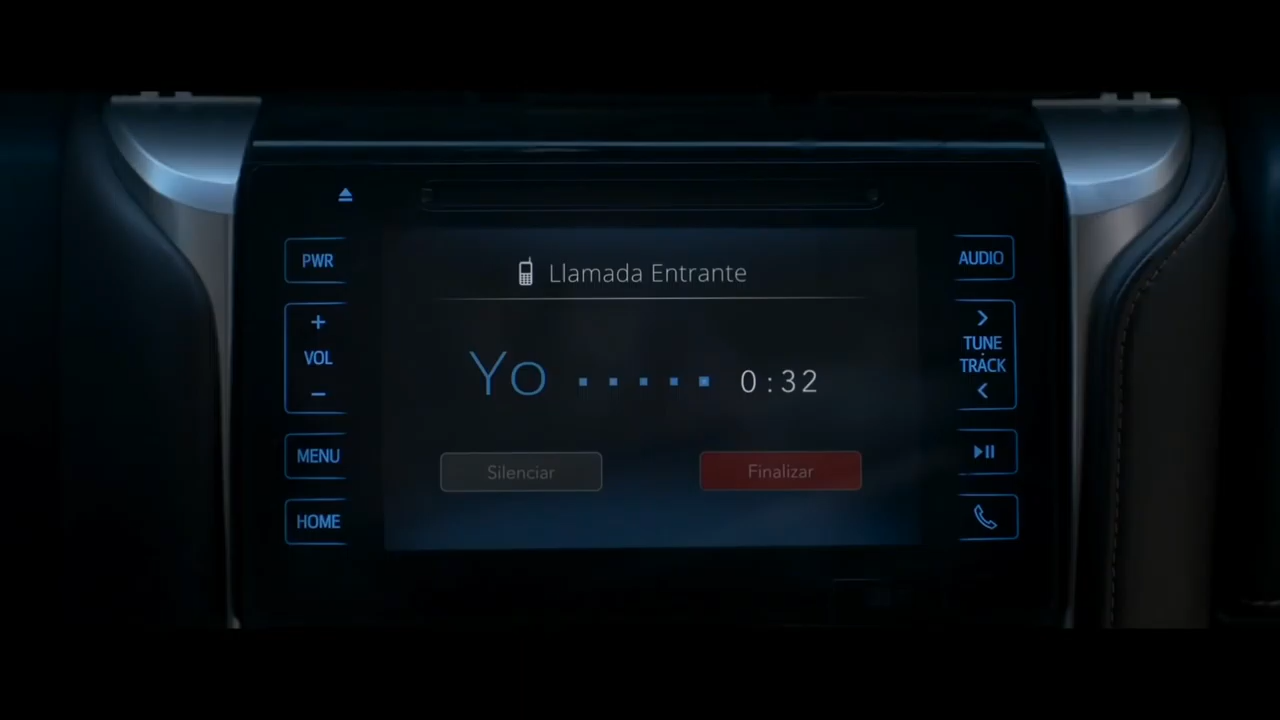 PWR
+
VOL
−
MENU
HOME
Llamada Entrante
Yo ..... 0:32
Silenciar
Finalizar
AUDIO
>
TUNE
TRACK
<